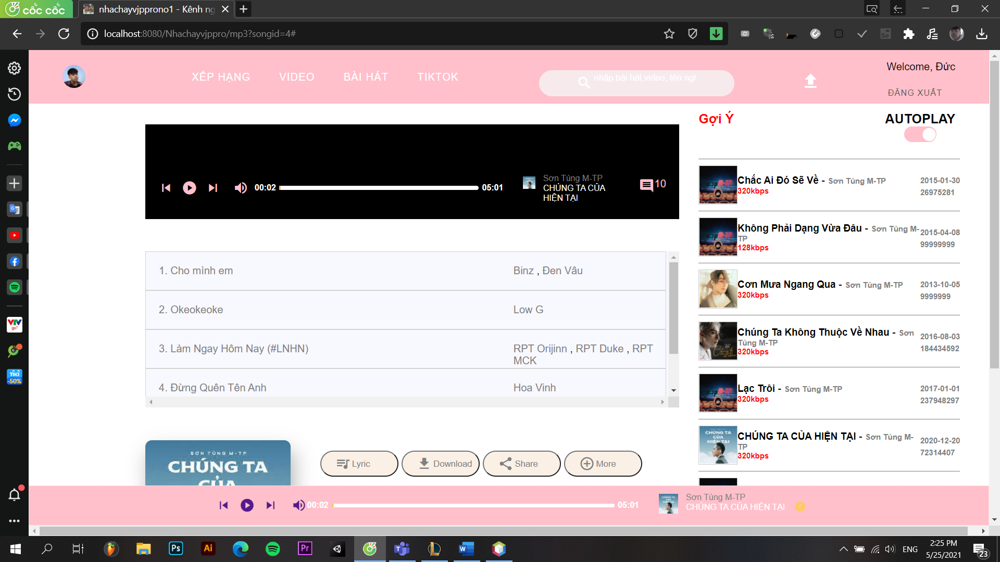 cốc cốc
nhachayvjpprono1 - Kênh
localhost:8080/Nhachayvjppro/mp3?songid=4#
XẾP HẠNG
VIDEO
BÀI HÁT
TIKTOK
nhập bài hát,video, tên ngl
Welcome, Đức
ĐĂNG XUẤT
Gợi Ý
AUTOPLAY
00:02
05:01
Sơn Tùng M-TP
CHÚNG TA CỦA
HIỆN TẠI
10
Chắc Ai Đó Sẽ Về - Sơn Tùng M-TP
320kbps
2015-01-30
26975281
Không Phải Dạng Vừa Đâu - Sơn Tùng M-
TP
128kbps
2015-04-08
99999999
Cơn Mưa Ngang Qua - Sơn Tùng M-TP
320kbps
2013-10-05
9999999
Chúng Ta Không Thuộc Về Nhau - Sơn
Tùng M-TP
320kbps
2016-08-03
184434592
Lạc Trôi - Sơn Tùng M-TP
320kbps
2017-01-01
237948297
CHÚNG TA CỦA HIỆN TẠI - Sơn Tùng M-
TP
320kbps
2020-12-20
72314407
1. Cho mình em
Binz , Đen Vâu
2. Okeokeoke
Low G
3. Làm Ngay Hôm Nay (#LNHN)
RPT Orijinn , RPT Duke , RPT
MCK
4. Đừng Quên Tên Anh
Hoa Vinh
SƠN TÙNG M-TP
CHÚNG TA
CỦA
Lyric
Download
Share
More
00:02
05:01
Sơn Tùng M-TP
CHÚNG TA CỦA HIỆN TẠI
VTV
go
TIKI
-50%
Ps
Ai
Pr
ENG
2:25 PM
5/25/2021
23